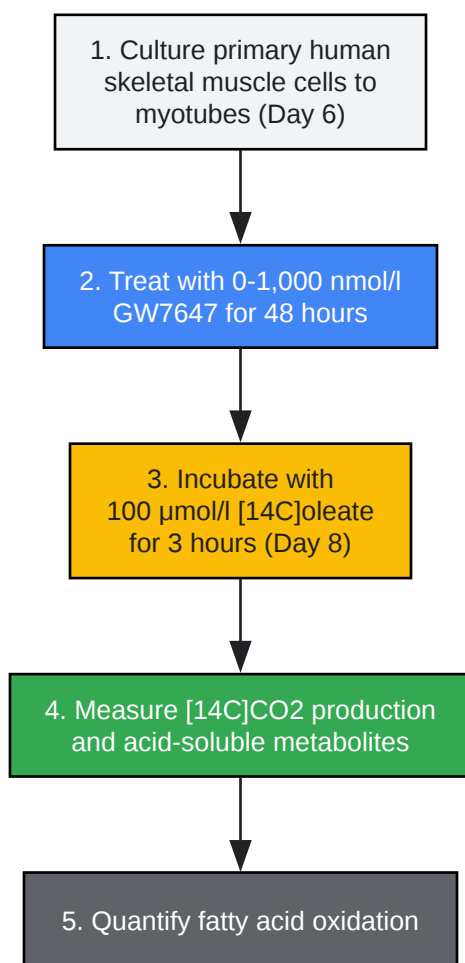 1. Culture primary human
skeletal muscle cells to
myotubes (Day 6)
2. Treat with 0-1,000 nmol/l
GW7647 for 48 hours
3. Incubate with
100 μmol/l [14C]oleate
for 3 hours (Day 8)
4. Measure [14C]CO2 production
and acid-soluble metabolites
5. Quantify fatty acid oxidation